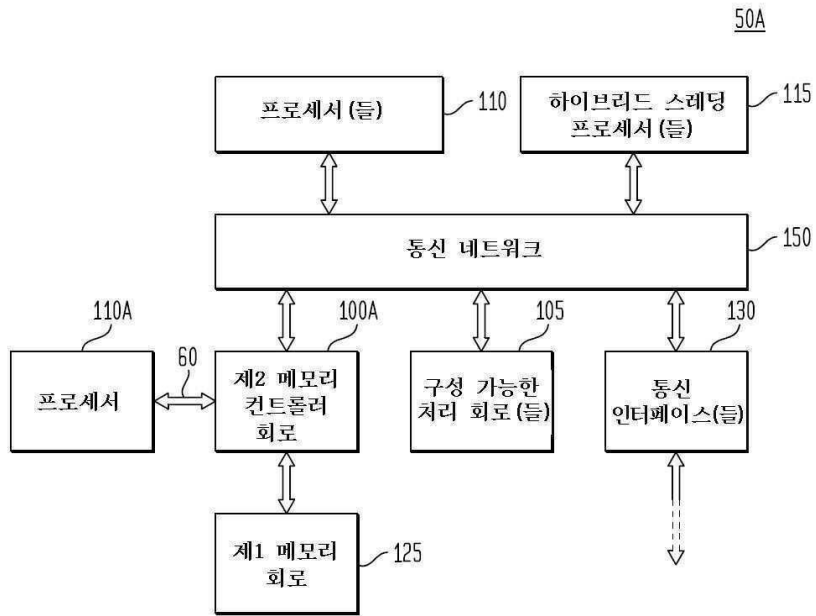 50A
프로세서(들)
110
하이브리드 스레딩
프로세서(들)
115
통신 네트워크
150
110A
100A
105
130
프로세서
60
제2 메모리
컨트롤러
회로
구성 가능한
처리 회로(들)
통신
인터페이스(들)
제1 메모리
회로
125